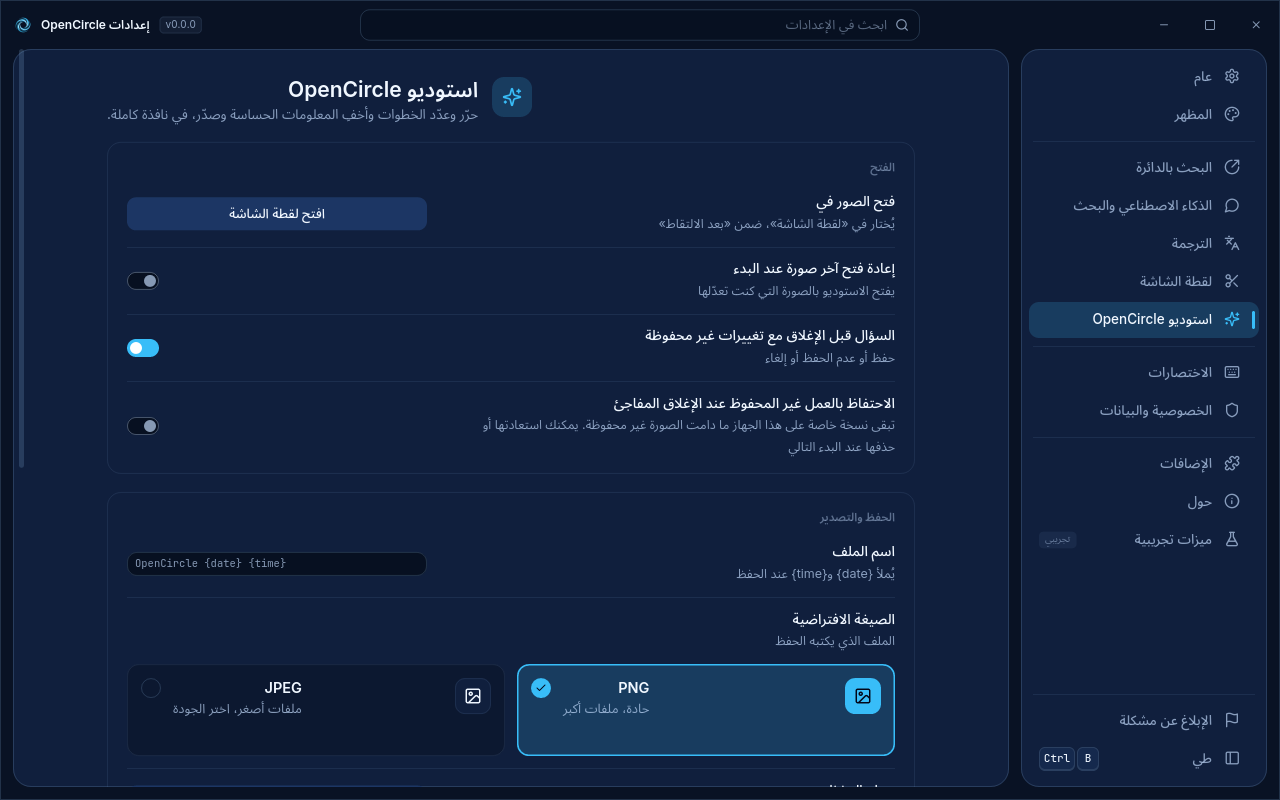 إعدادات OpenCircle
v0.0.0
ابحث في الإعدادات
عام
المظهر
البحث بالدائرة
الذكاء الاصطناعي والبحث
الترجمة
لقطة الشاشة
استوديو OpenCircle
الاختصارات
الخصوصية والبيانات
الإضافات
حول
ميزات تجريبية
تجريبي
الإبلاغ عن مشكلة
طي
Ctrl B
استوديو OpenCircle
حرّر وعدّد الخطوات وأخفِ المعلومات الحساسة وصدّر، في نافذة كاملة.
الفتح
فتح الصور في
يُختار في «لقطة الشاشة»، ضمن «بعد الالتقاط»
افتح لقطة الشاشة
إعادة فتح آخر صورة عند البدء
يفتح الاستوديو بالصورة التي كنت تعدّلها
السؤال قبل الإغلاق مع تغييرات غير محفوظة
حفظ أو عدم الحفظ أو إلغاء
الاحتفاظ بالعمل غير المحفوظ عند الإغلاق المفاجئ
تبقى نسخة خاصة على هذا الجهاز ما دامت الصورة غير محفوظة. يمكنك استعادتها أو
حذفها عند البدء التالي
الحفظ والتصدير
اسم الملف
يُملأ {date} و{time} عند الحفظ
OpenCircle {date} {time}
الصيغة الافتراضية
الملف الذي يكتبه الحفظ
PNG
حادة، ملفات أكبر
JPEG
ملفات أصغر، اختر الجودة